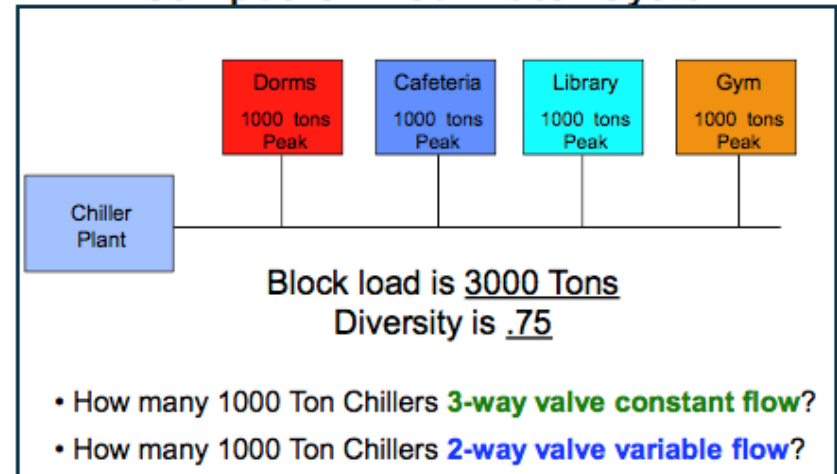 Dorms
1000 tons
Peak
Cafeteria
1000 tons
Peak
Library
1000 tons
Peak
Gym
1000 tons
Peak
Chiller
Plant
Block load is 3000 Tons
Diversity is .75
• How many 1000 Ton Chillers 3-way valve constant flow?
• How many 1000 Ton Chillers 2-way valve variable flow?